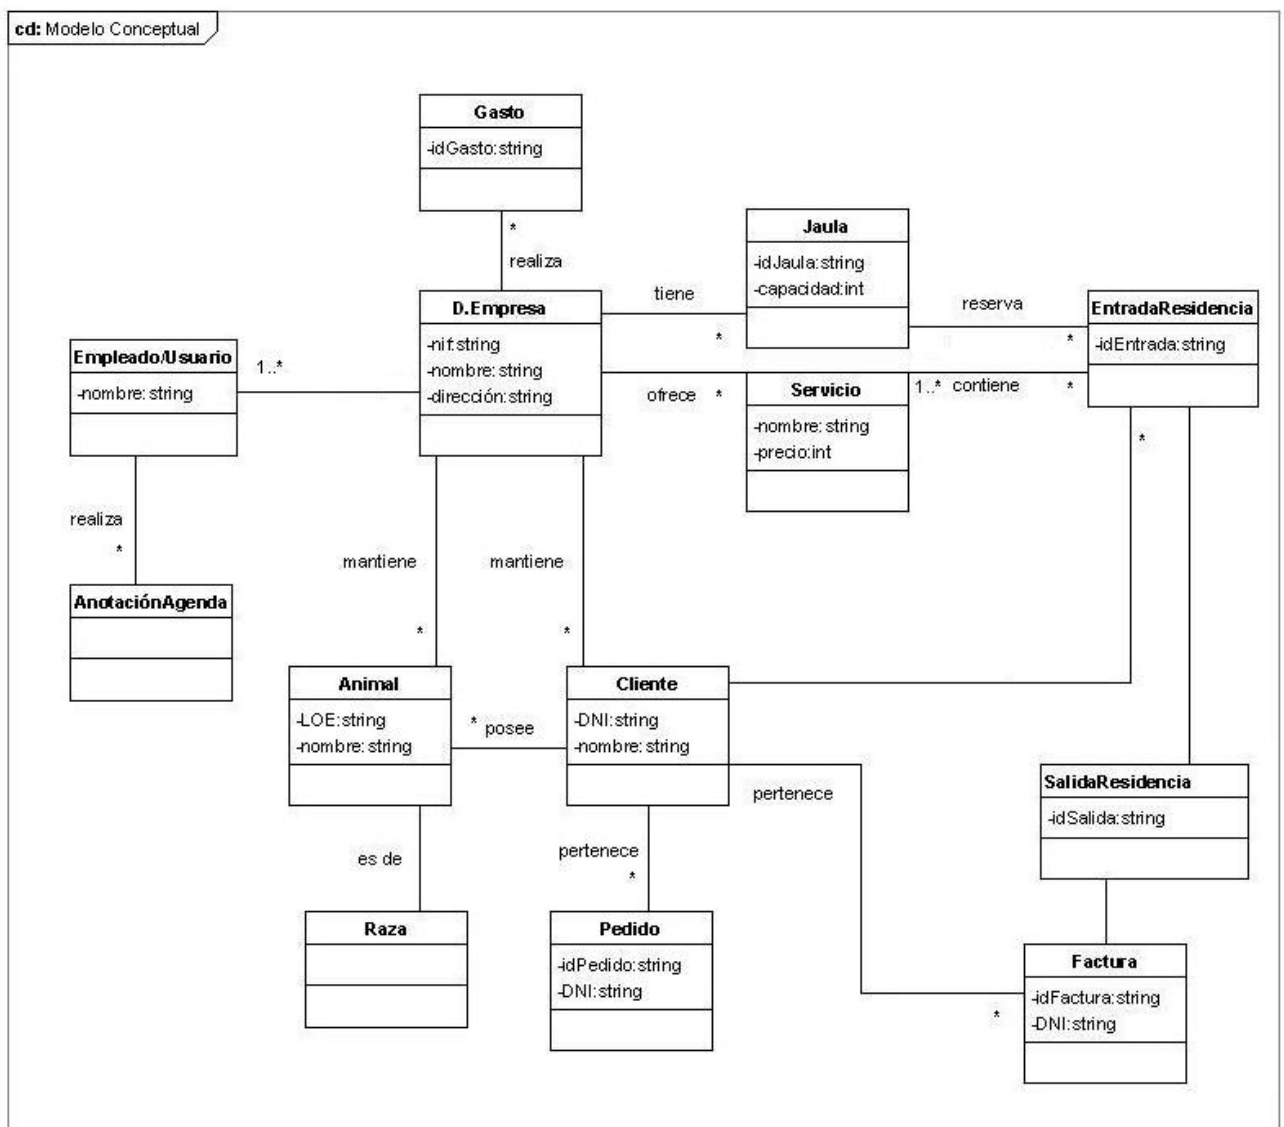 cd: Modelo Conceptual
Gasto
-idGasto:string
*
realiza
Jaula
-idJaula:string
-capacidad:int
tiene
*
reserva
*
D.Empresa
-nif:string
-nombre:string
-dirección:string
EntradaResidencia
-idEntrada:string
Empleado/Usuario
-nombre:string
1..*
ofrece
*
Servicio
-nombre:string
-precio:int
1..*
contiene
*
*
realiza
*
mantiene
*
mantiene
*
AnotaciónAgenda
Animal
-LOE:string
-nombre:string
*
posee
Cliente
-DNI:string
-nombre:string
pertenece
SalidaResidencia
-idSalida:string
es de
pertenece
*
Raza
Pedido
-idPedido:string
-DNI:string
*
Factura
-idFactura:string
-DNI:string